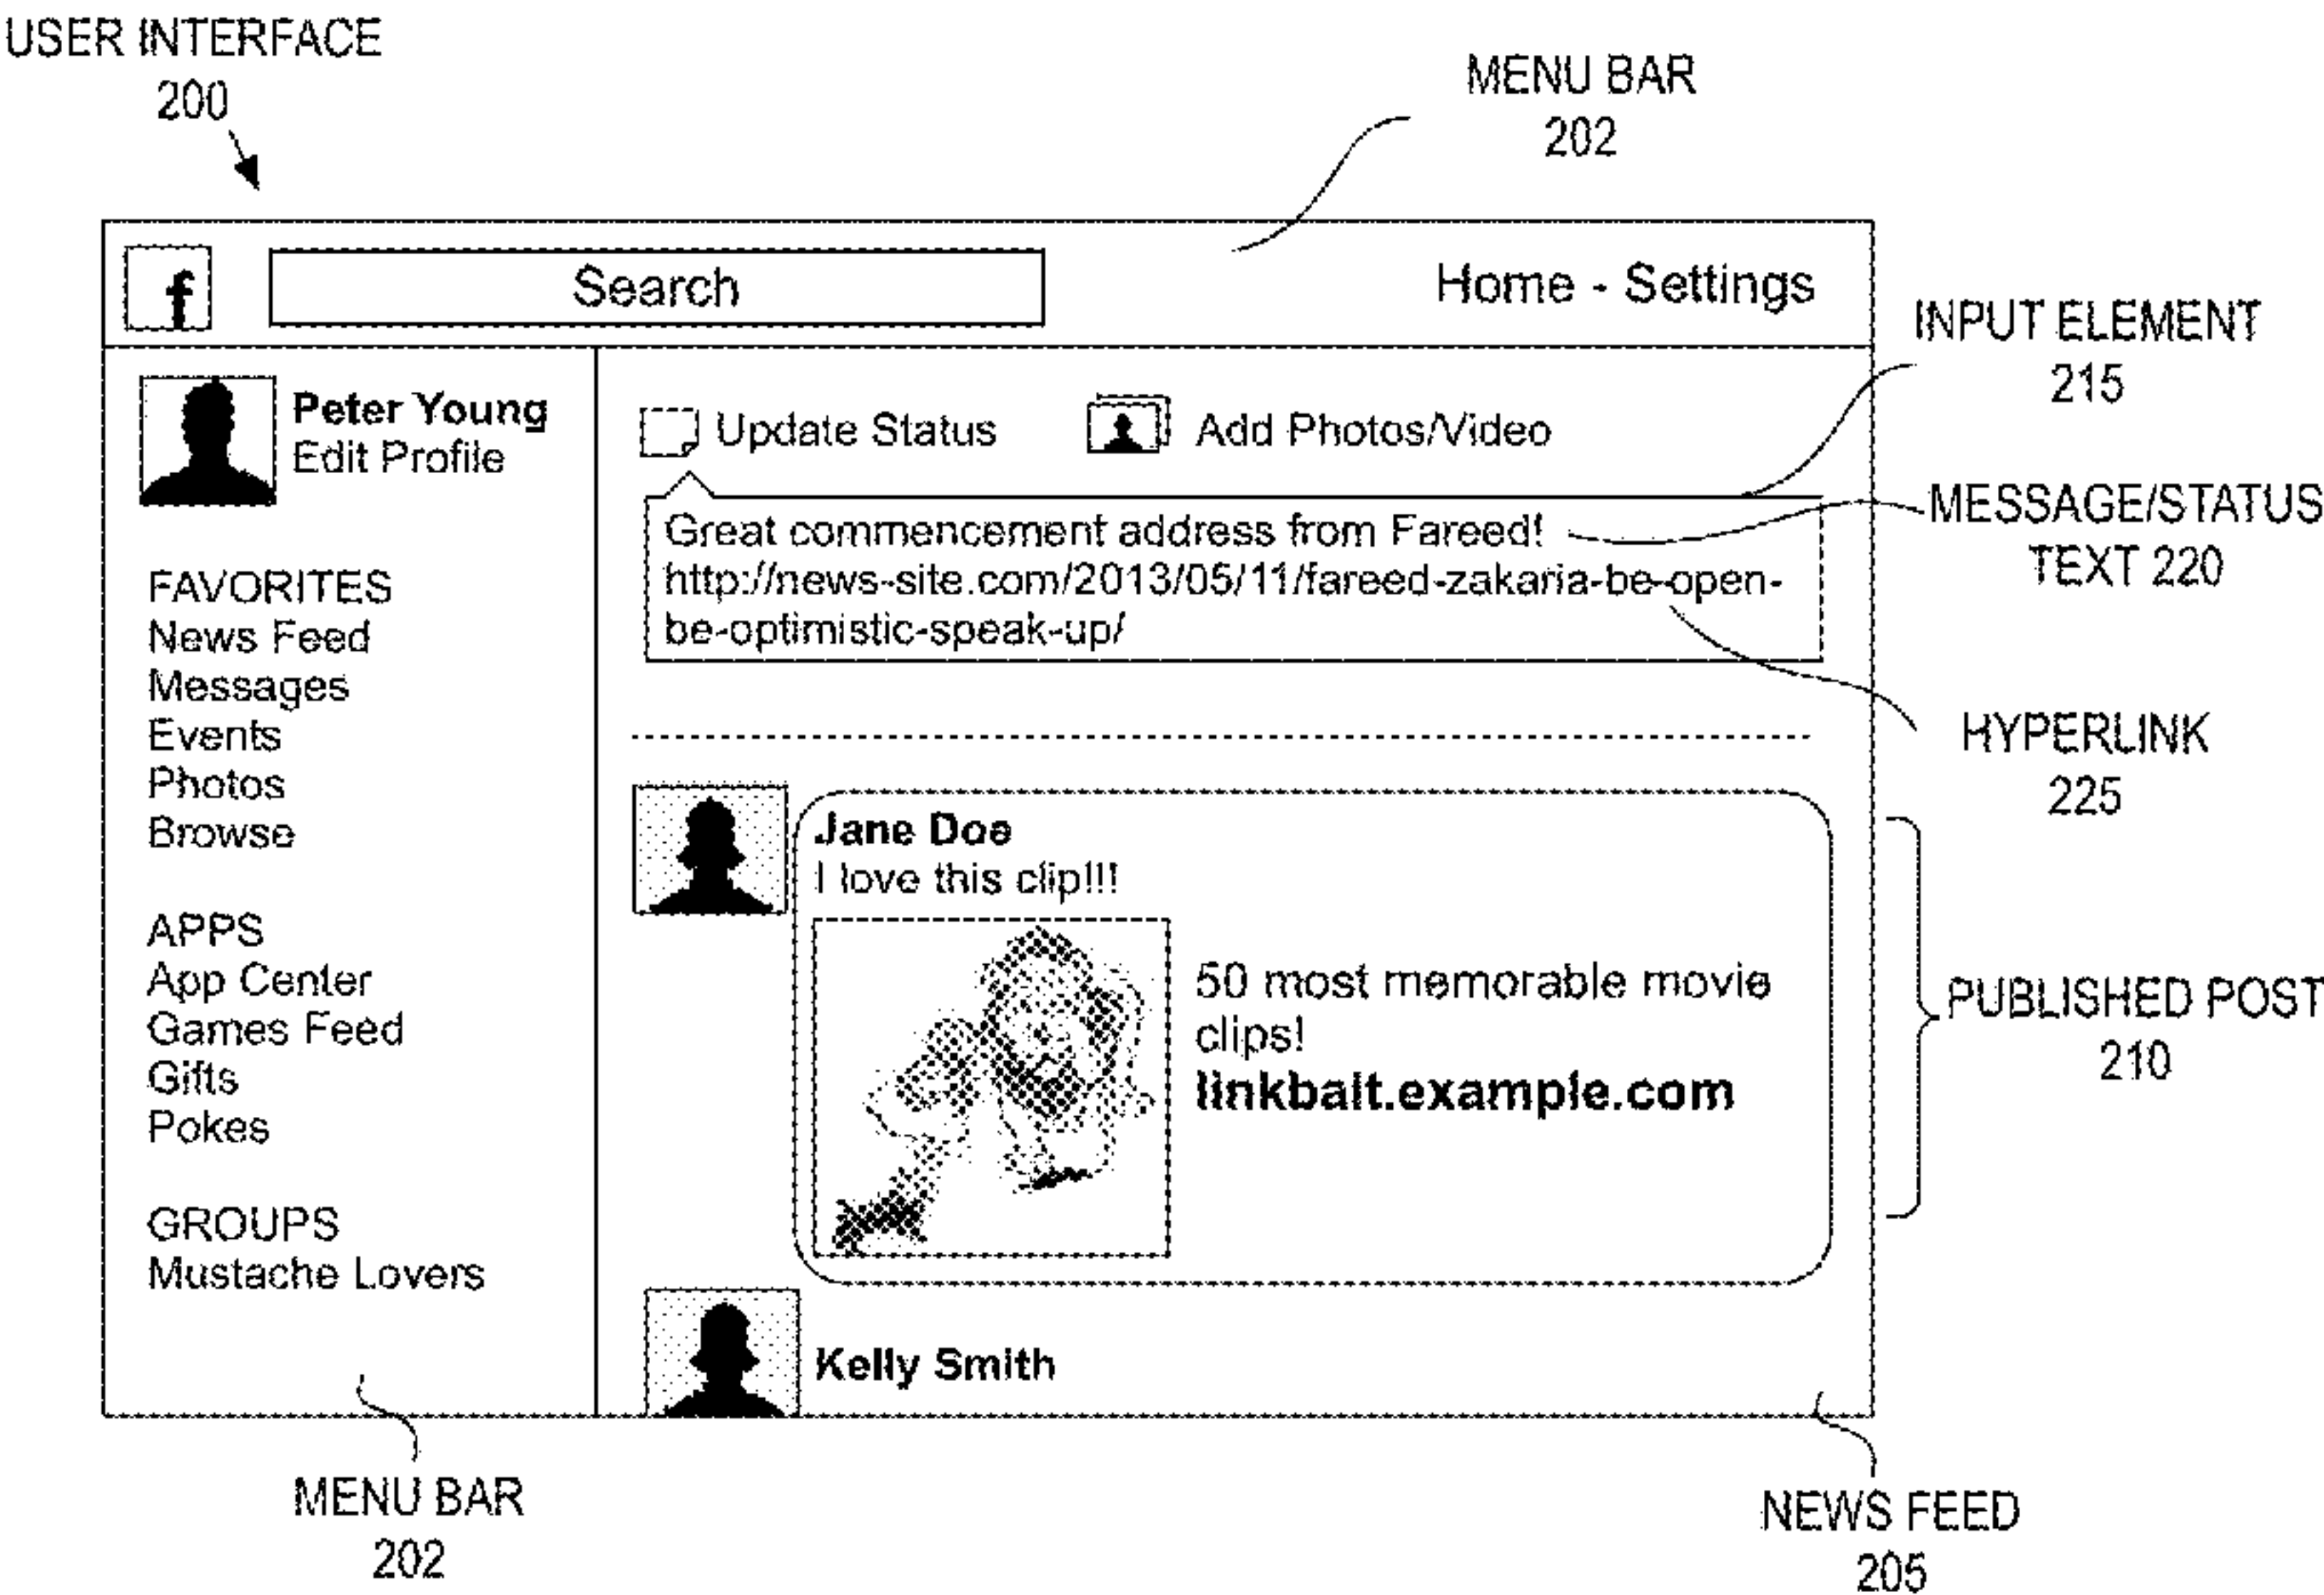 USER INTERFACE
200
MENU BAR
202
f
Search
Home - Settings
INPUT ELEMENT
215
Peter Young
Edit Profile
Update Status
Add Photos/Video
MESSAGE/STATUS
TEXT 220
Great commencement address from Fareed!
http://news-site.com/2013/05/11/fareed-zakaria-be-open-
be-optimistic-speak-up/
HYPERLINK
225
FAVORITES
News Feed
Messages
Events
Photos
Browse
APPS
App Center
Games Feed
Gifts
Pokes
GROUPS
Mustache Lovers
Jane Doe
I love this clip!!!
50 most memorable movie
clips!
linkbait.example.com
PUBLISHED POST
210
Kelly Smith
MENU BAR
202
NEWS FEED
205